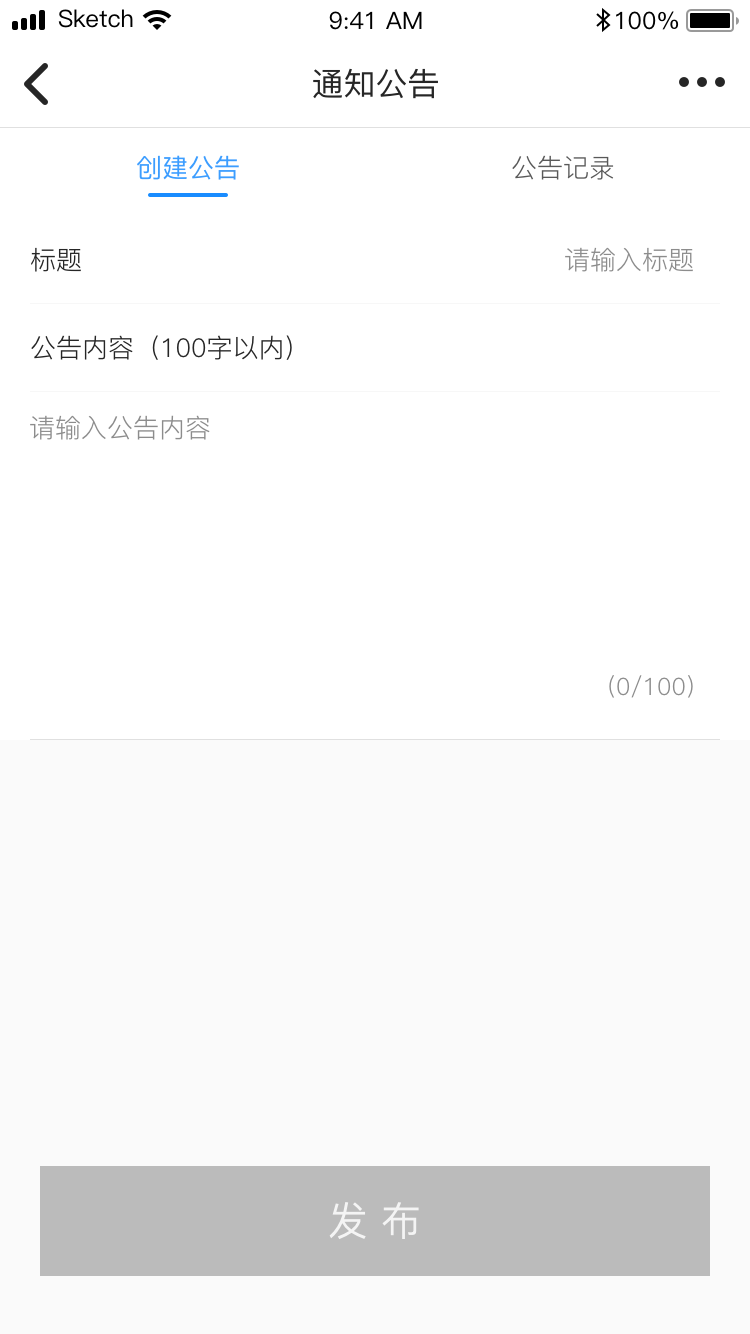 Sketch 9:41 AM 100%
通知公告
创建公告 公告记录
标题 请输入标题
公告内容（100字以内）
请输入公告内容
（0/100）
发 布